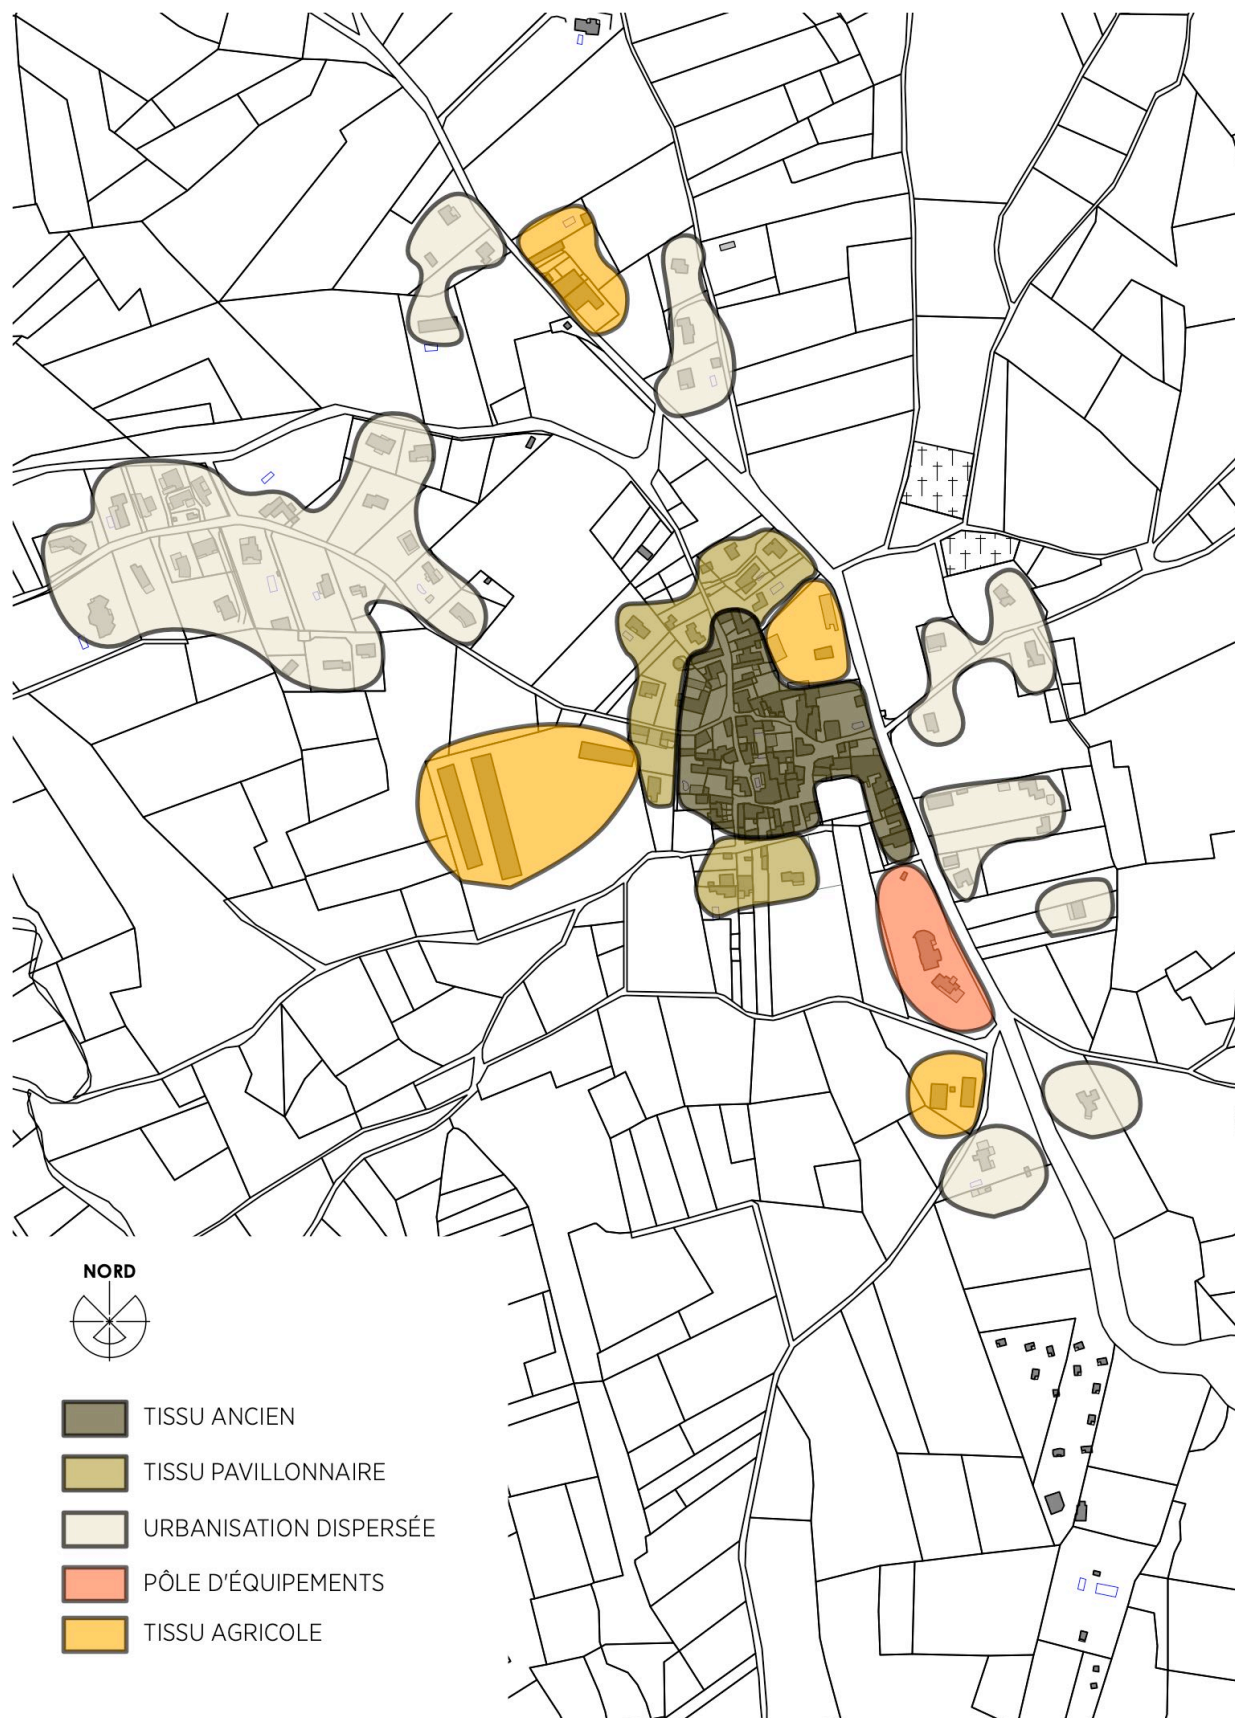 NORD
TISSU ANCIEN
TISSU PAVILLONNAIRE
URBANISATION DISPERSÉE
PÔLE D'ÉQUIPEMENTS
TISSU AGRICOLE